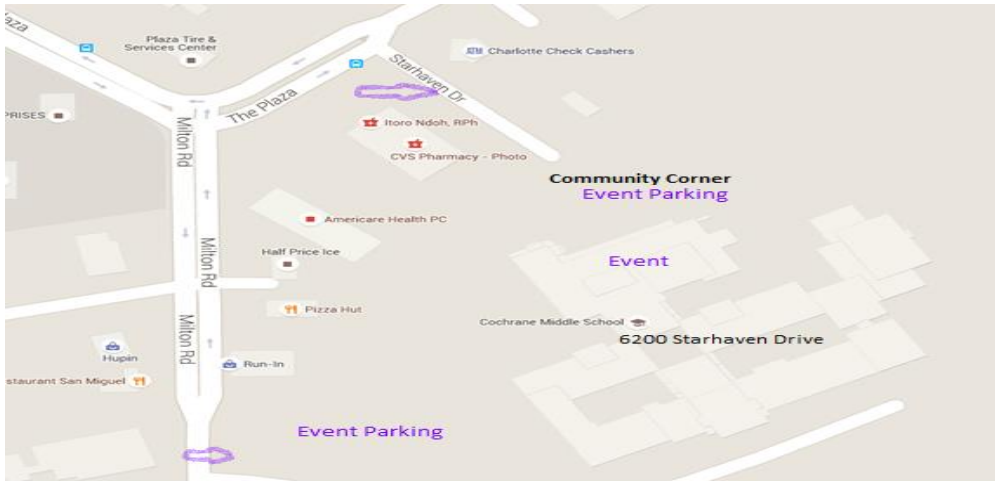 Plaza Tire &
Services Center
Charlotte Check Cashers
Starhaven Dr
The Plaza
Milton Rd
Itoro Ndoh, RPh
CVS Pharmacy - Photo
Community Corner
Event Parking
Americare Health PC
Milton Rd
Half Price Ice
Event
Pizza Hut
Cochrane Middle School
6200 Starhaven Drive
Milton Rd
Hupin
Run-In
staurant San Miguel
Event Parking